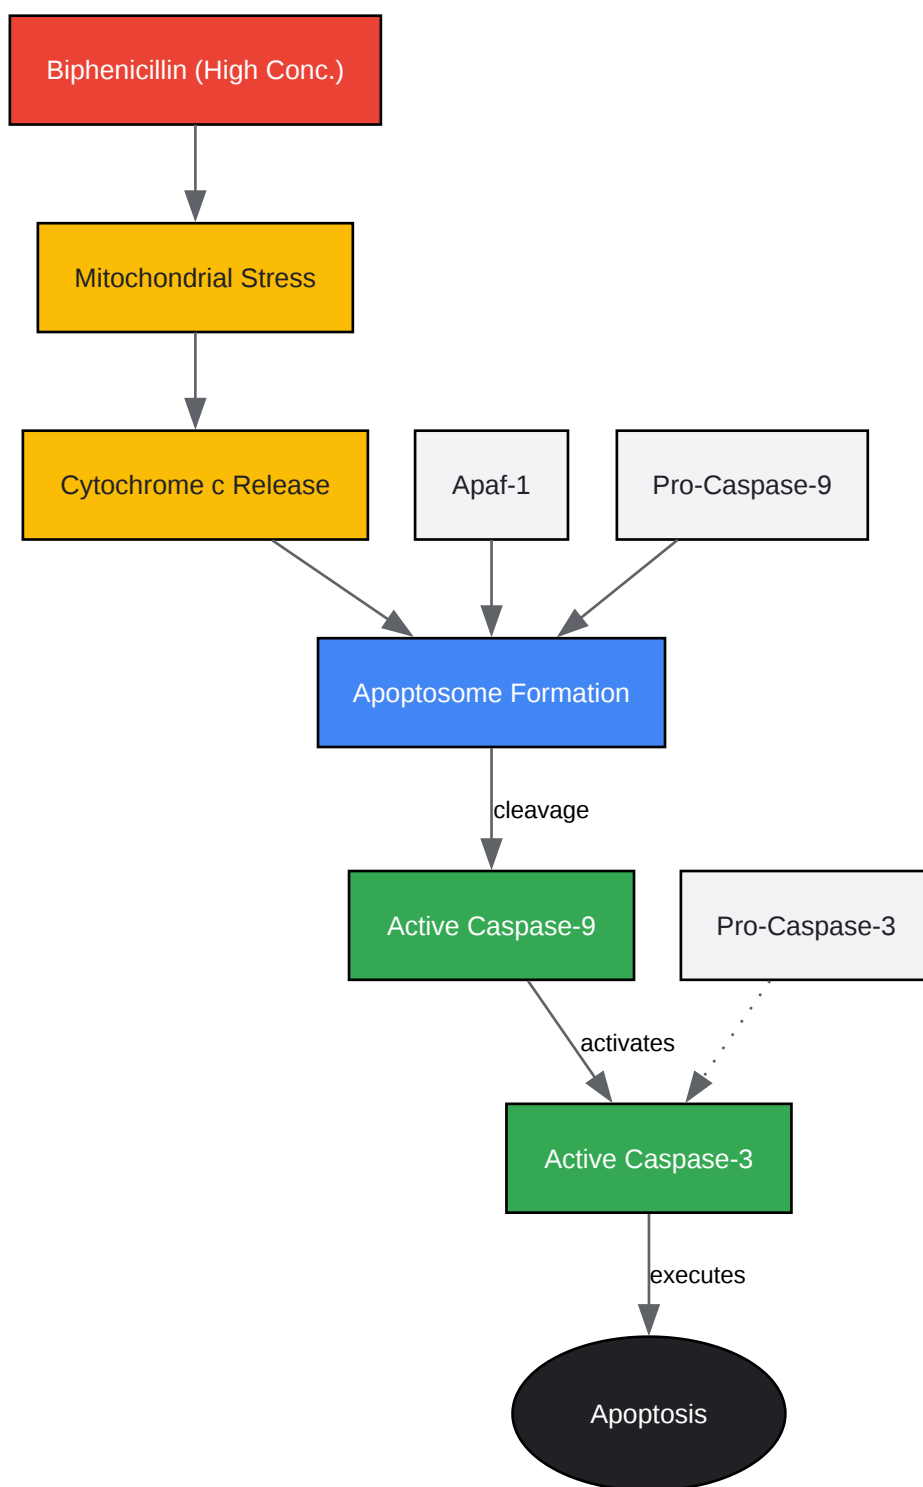 Biphenicillin (High Conc.)
Mitochondrial Stress
Cytochrome c Release
Apaf-1
Pro-Caspase-9
Apoptosome Formation
cleavage
Active Caspase-9
Pro-Caspase-3
activates
Active Caspase-3
executes
Apoptosis